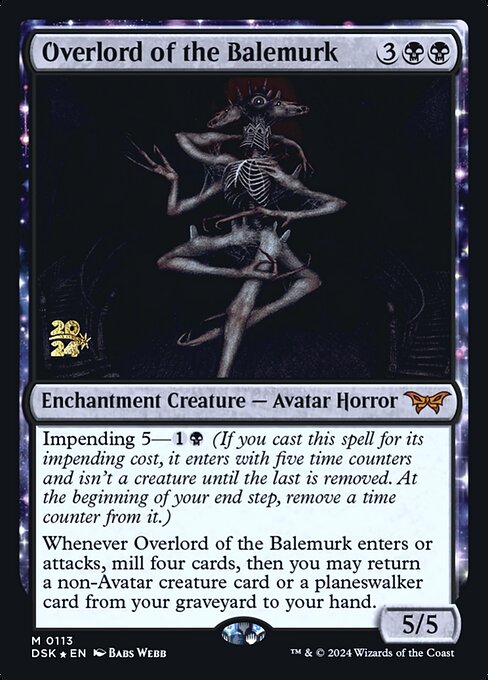 Overlord of the Balemurk 3
2024
Enchantment Creature — Avatar Horror
Impending 5—1 (If you cast this spell for its
impending cost, it enters with five time counters
and isn't a creature until the last is removed. At
the beginning of your end step, remove a time
counter from it.)
Whenever Overlord of the Balemurk enters or
attacks, mill four cards, then you may return
a non-Avatar creature card or a planeswalker
card from your graveyard to your hand.
5/5
M 0113
DSK ★ EN Babs Webb
™ & © 2024 Wizards of the Coast